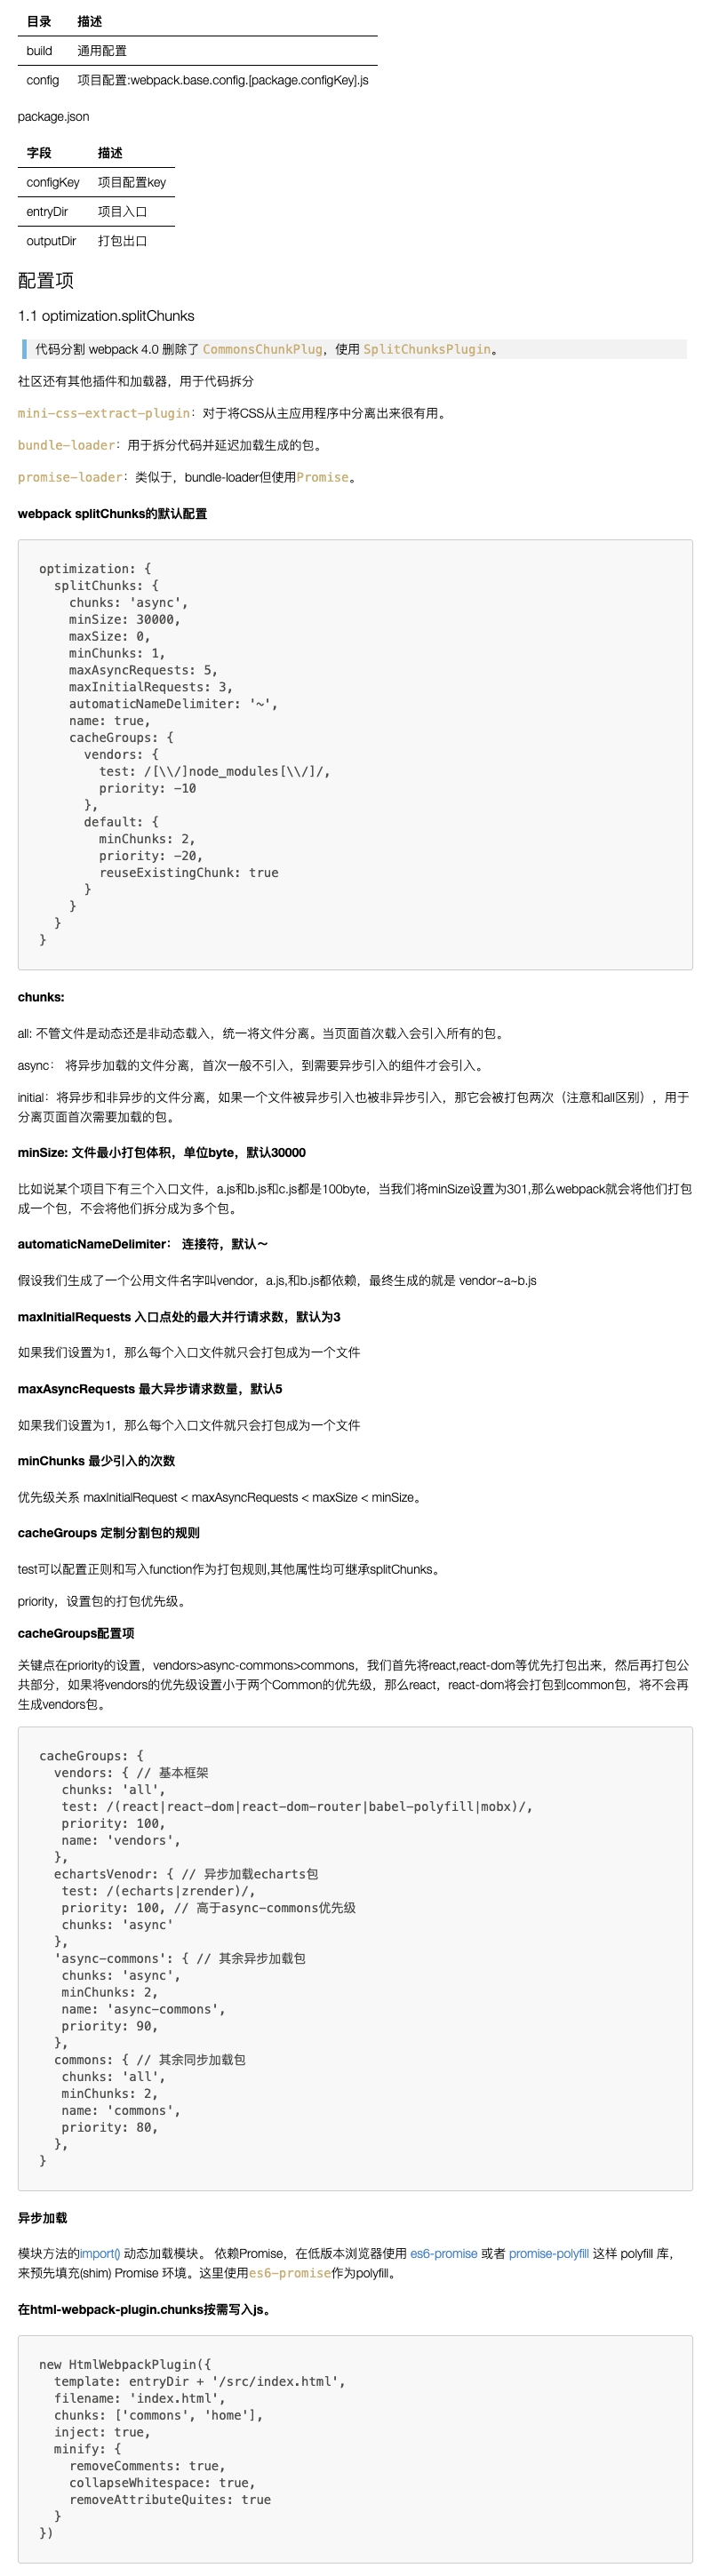 目录 描述
build 通用配置
config 项目配置:webpack.base.config.[package.configKey].js
package.json
字段 描述
configKey 项目配置key
entryDir 项目入口
outputDir 打包出口
配置项
1.1 optimization.splitChunks
代码分割 webpack 4.0 删除了 CommonsChunkPlug，使用 SplitChunksPlugin。
社区还有其他插件和加载器，用于代码拆分
mini-css-extract-plugin：对于将CSS从主应用程序中分离出来很有用。
bundle-loader：用于拆分代码并延迟加载生成的包。
promise-loader：类似于，bundle-loader但使用Promise。
webpack splitChunks的默认配置
optimization: {
  splitChunks: {
    chunks: 'async',
    minSize: 30000,
    maxSize: 0,
    minChunks: 1,
    maxAsyncRequests: 5,
    maxInitialRequests: 3,
    automaticNameDelimiter: '~',
    name: true,
    cacheGroups: {
      vendors: {
        test: /[\\/]node_modules[\\/]/,
        priority: -10
      },
      default: {
        minChunks: 2,
        priority: -20,
        reuseExistingChunk: true
      }
    }
  }
}
chunks:
all: 不管文件是动态还是非动态载入，统一将文件分离。当页面首次载入会引入所有的包。
async： 将异步加载的文件分离，首次一般不引入，到需要异步引入的组件才会引入。
initial：将异步和非异步的文件分离，如果一个文件被异步引入也被非异步引入，那它会被打包两次（注意和all区别），用于
分离页面首次需要加载的包。
minSize: 文件最小打包体积，单位byte，默认30000
比如说某个项目下有三个入口文件，a.js和b.js和c.js都是100byte，当我们将minSize设置为301,那么webpack就会将他们打包
成一个包，不会将他们拆分成为多个包。
automaticNameDelimiter： 连接符，默认～
假设我们生成了一个公用文件名字叫vendor，a.js,和b.js都依赖，最终生成的就是 vendor~a~b.js
maxInitialRequests 入口点处的最大并行请求数，默认为3
如果我们设置为1，那么每个入口文件就只会打包成为一个文件
maxAsyncRequests 最大异步请求数量，默认5
如果我们设置为1，那么每个入口文件就只会打包成为一个文件
minChunks 最少引入的次数
优先级关系 maxInitialRequest < maxAsyncRequests < maxSize < minSize。
cacheGroups 定制分割包的规则
test可以配置正则和写入function作为打包规则,其他属性均可继承splitChunks。
priority，设置包的打包优先级。
cacheGroups配置项
关键点在priority的设置，vendors>async-commons>commons，我们首先将react,react-dom等优先打包出来，然后再打包公
共部分，如果将vendors的优先级设置小于两个Common的优先级，那么react，react-dom将会打包到common包，将不会再
生成vendors包。
cacheGroups: {
  vendors: { // 基本框架
   chunks: 'all',
   test: /(react|react-dom|react-dom-router|babel-polyfill|mobx)/,
   priority: 100,
   name: 'vendors',
  },
  echartsVenodr: { // 异步加载echarts包
   test: /(echarts|zrender)/,
   priority: 100, // 高于async-commons优先级
   chunks: 'async'
  },
  'async-commons': { // 其余异步加载包
   chunks: 'async',
   minChunks: 2,
   name: 'async-commons',
   priority: 90,
  },
  commons: { // 其余同步加载包
   chunks: 'all',
   minChunks: 2,
   name: 'commons',
   priority: 80,
  },
}
异步加载
模块方法的import() 动态加载模块。 依赖Promise，在低版本浏览器使用 es6-promise 或者 promise-polyfill 这样 polyfill 库，
来预先填充(shim) Promise 环境。这里使用es6-promise作为polyfill。
在html-webpack-plugin.chunks按需写入js。
new HtmlWebpackPlugin({
  template: entryDir + '/src/index.html',
  filename: 'index.html',
  chunks: ['commons', 'home'],
  inject: true,
  minify: {
    removeComments: true,
    collapseWhitespace: true,
    removeAttributeQuites: true
  }
})